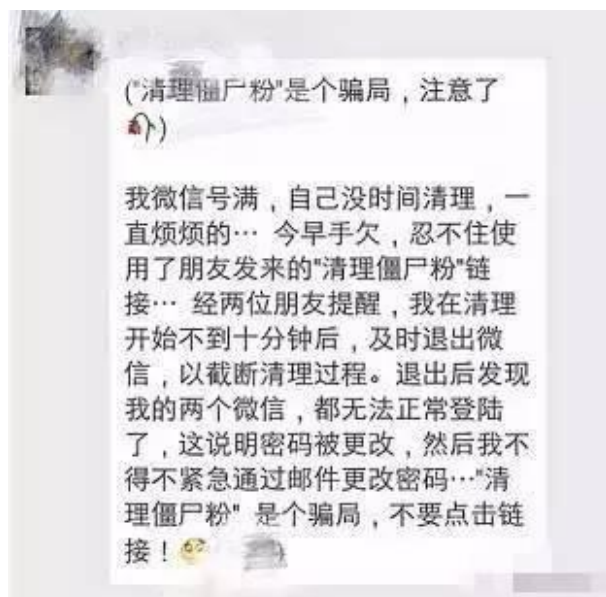 ("清理僵尸粉"是个骗局，注意了
)
我微信号满，自己没时间清理，一
直烦烦的… 今早手欠，忍不住使
用了朋友发来的"清理僵尸粉"链
接… 经两位朋友提醒，我在清理
开始不到十分钟后，及时退出微
信，以截断清理过程。退出后发现
我的两个微信，都无法正常登陆
了，这说明密码被更改，然后我不
得不紧急通过邮件更改密码…"清
理僵尸粉" 是个骗局，不要点击链
接！